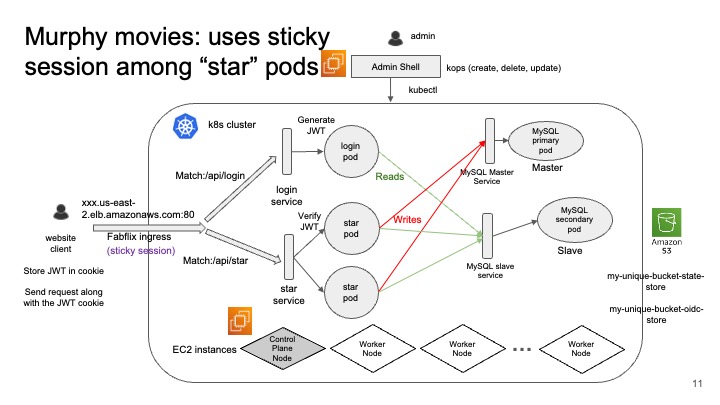 Murphy movies: uses sticky
session among “star” pods
admin
Admin Shell
kops (create, delete, update)
kubectl
k8s cluster
Generate
JWT
login
pod
MySQL
primary
pod
Master
MySQL Master
Service
Match:/api/login
login
service
Reads
xxx.us-east-
2.elb.amazonaws.com:80
Fabflix ingress
(sticky session)
website
client
Store JWT in cookie
Send request along
with the JWT cookie
Verify
JWT
star
pod
Writes
MySQL
secondary
pod
Slave
MySQL slave
service
Match:/api/star
star
service
star
pod
Amazon
S3
my-unique-bucket-state-
store
my-unique-bucket-oidc-
store
EC2 instances
Control
Plane
Node
Worker
Node
Worker
Node
Worker
Node
11